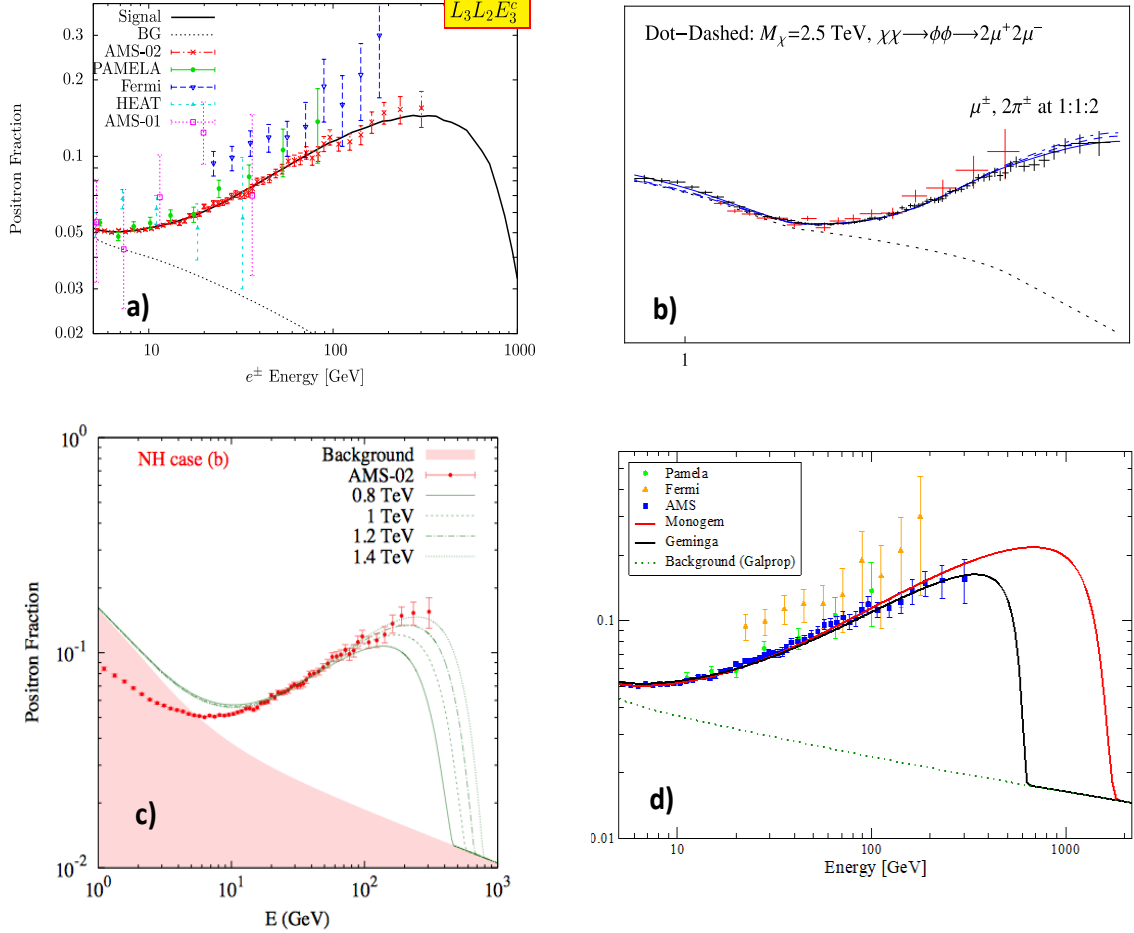 L₃L₂E₃ᶜ
Signal
BG
AMS-02
PAMELA
Fermi
HEAT
AMS-01
0.3
0.2
0.1
0.05
0.03
0.02
Positron Fraction
a)
10
100
1000
e± Energy [GeV]
Dot-Dashed: Mχ=2.5 TeV, χχ→ϕϕ→2μ⁺2μ⁻
μ±, 2π± at 1:1:2
b)
1
NH case (b)
Background
AMS-02
0.8 TeV
1 TeV
1.2 TeV
1.4 TeV
10⁰
10⁻¹
10⁻²
Positron Fraction
c)
10⁰
10¹
10²
10³
E (GeV)
Pamela
Fermi
AMS
Monogem
Geminga
Background (Galprop)
0.1
0.01
d)
10
100
1000
Energy [GeV]